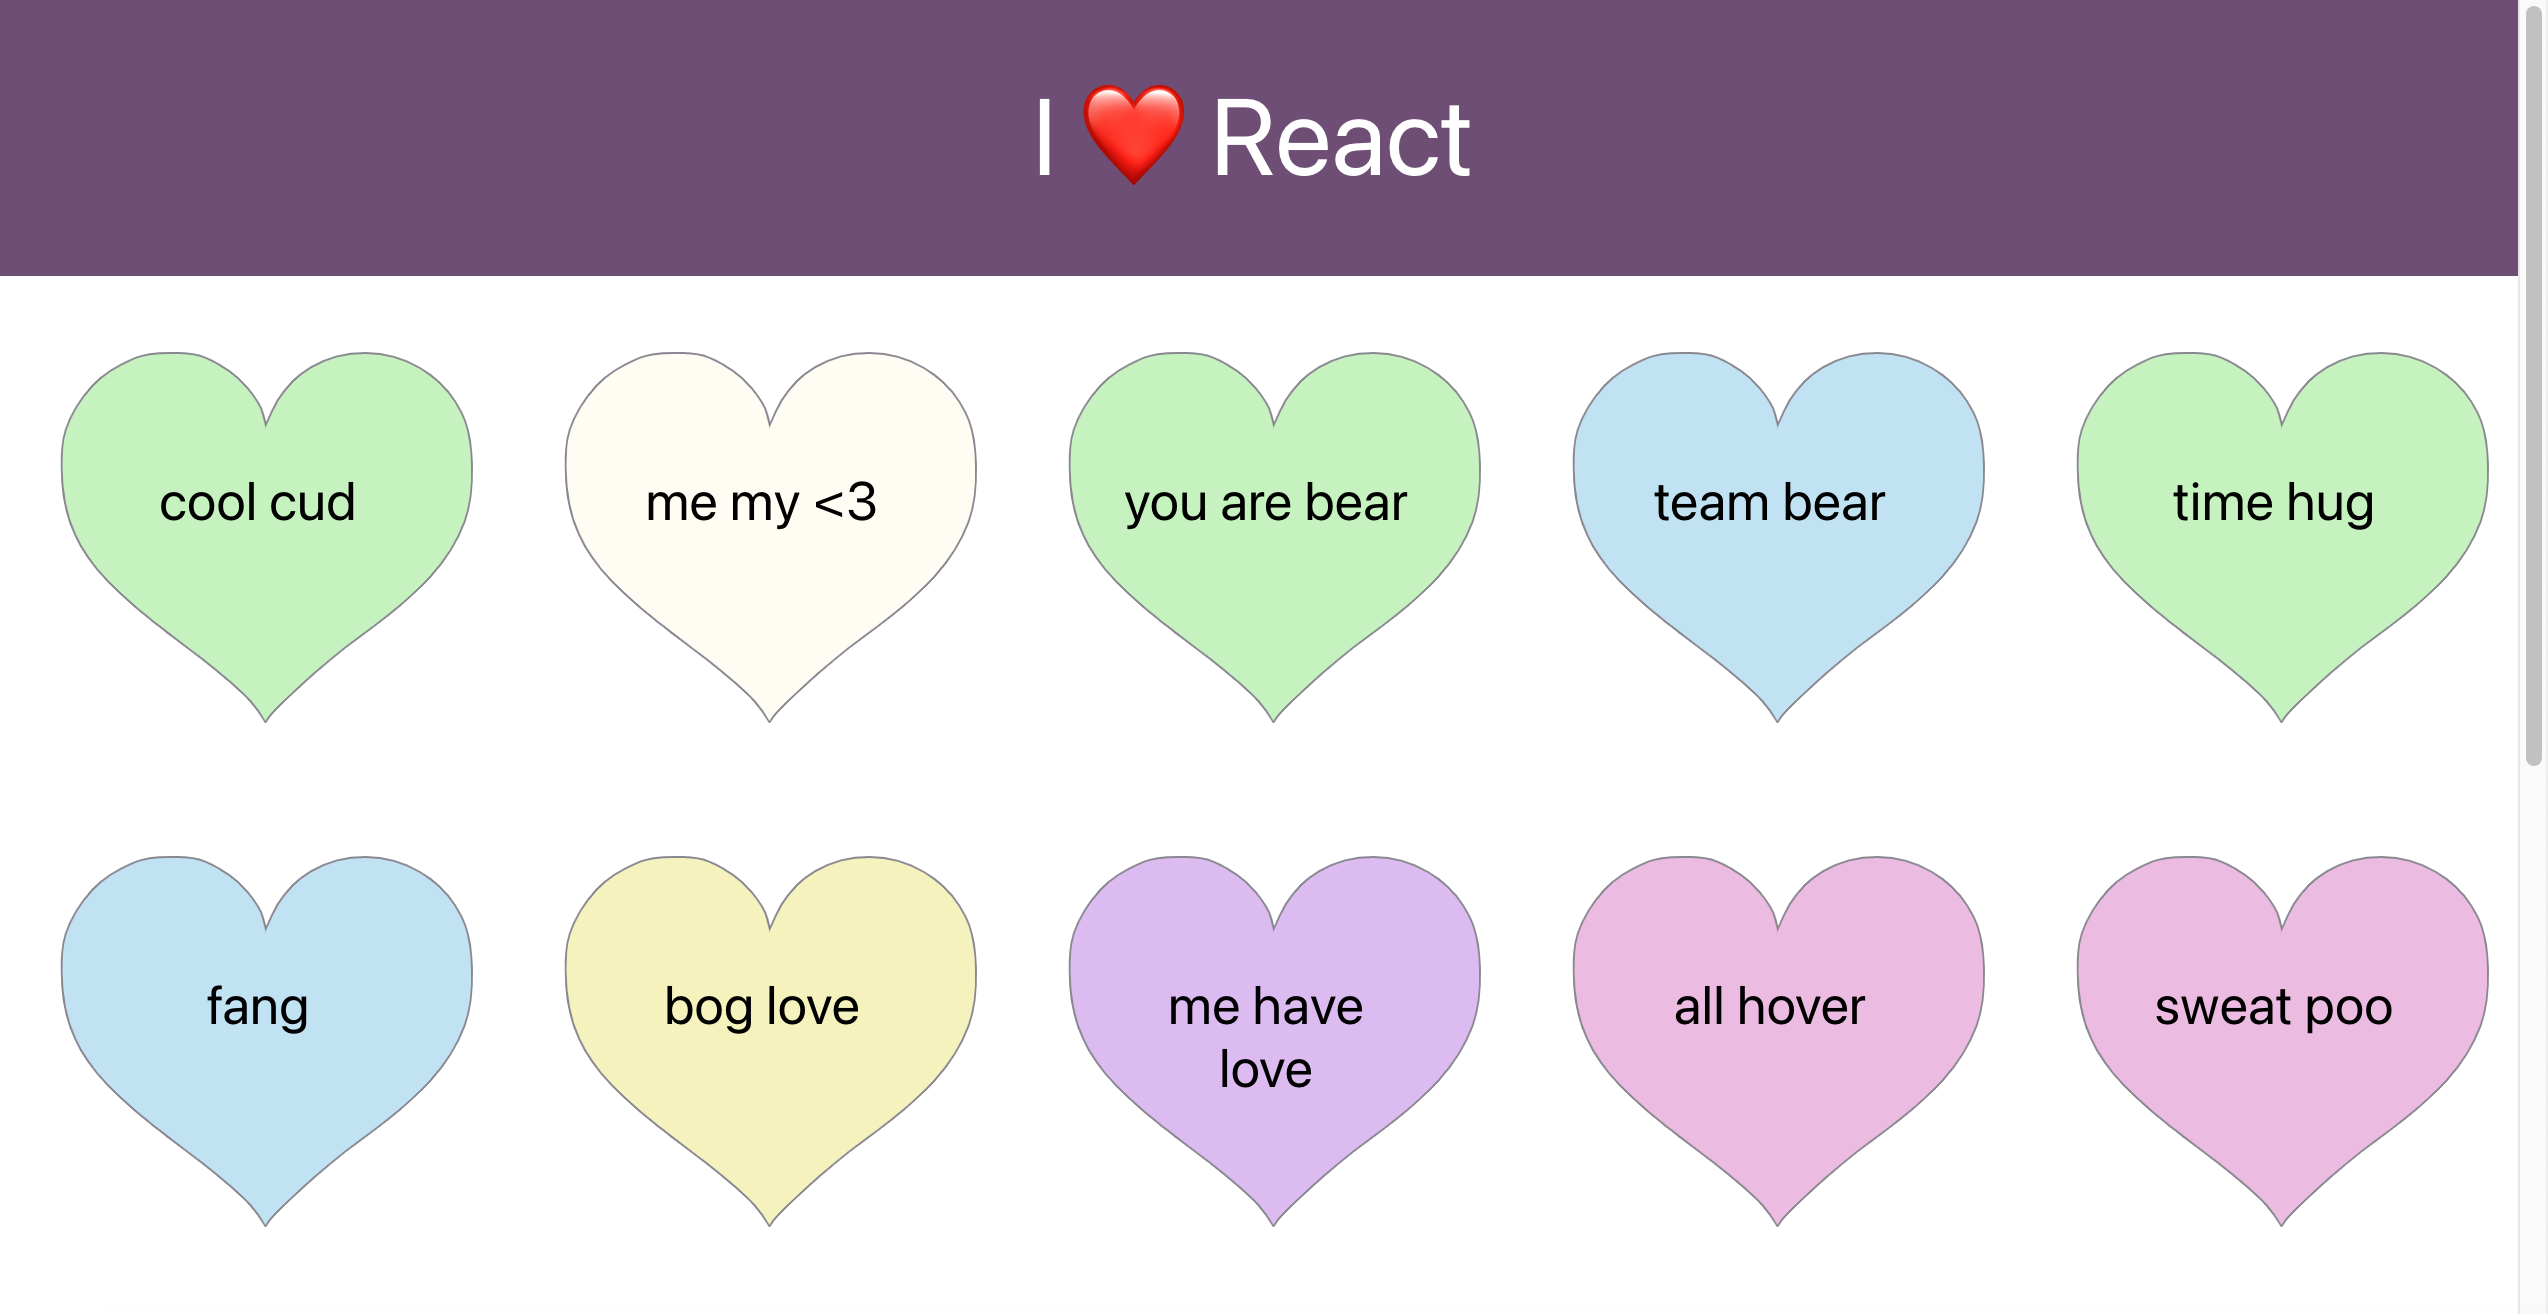 I ❤️ React
cool cud
me my <3
you are bear
team bear
time hug
fang
bog love
me have
love
all hover
sweat poo